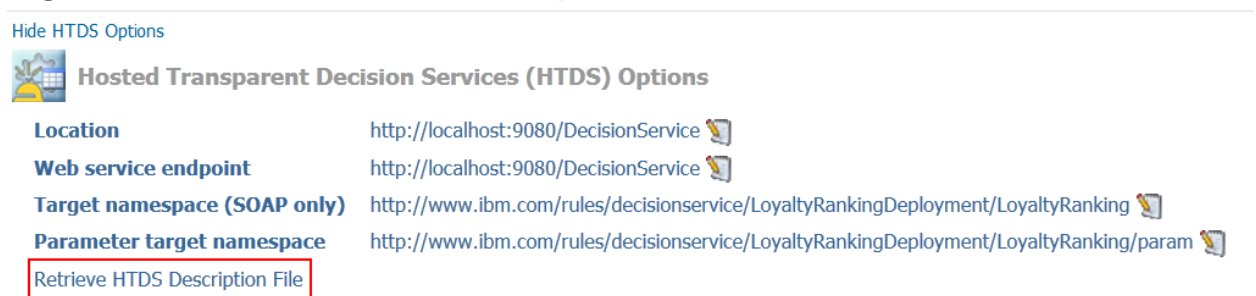 Hide HTDS Options
Hosted Transparent Decision Services (HTDS) Options
Location http://localhost:9080/DecisionService
Web service endpoint http://localhost:9080/DecisionService
Target namespace (SOAP only) http://www.ibm.com/rules/decisionservice/LoyaltyRankingDeployment/LoyaltyRanking
Parameter target namespace http://www.ibm.com/rules/decisionservice/LoyaltyRankingDeployment/LoyaltyRanking/param
Retrieve HTDS Description File